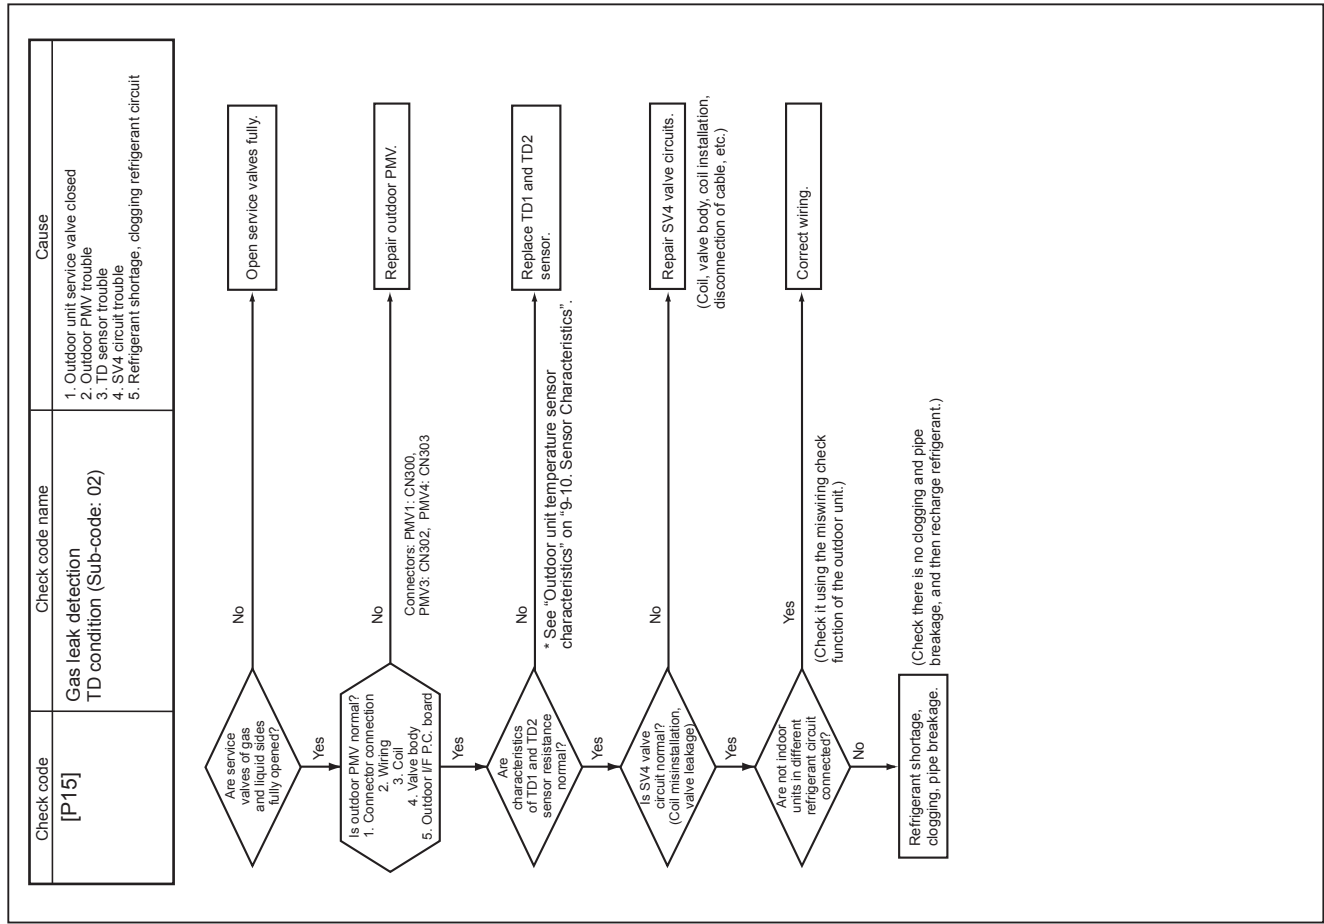 Check code
Check code name
Cause
[P15]
Gas leak detection
TD condition (Sub-code: 02)
1. Outdoor unit service valve closed
2. Outdoor PMV trouble
3. TD sensor trouble
4. SV4 circuit trouble
5. Refrigerant shortage, clogging refrigerant circuit
Are service
valves of gas
and liquid sides
fully opened?
No
Open service valves fully.
Yes
Is outdoor PMV normal?
1. Connector connection
2. Wiring
3. Coil
4. Valve body
5. Outdoor I/F P.C. board
No
Repair outdoor PMV.
Connectors: PMV1: CN300,
PMV3: CN302, PMV4: CN303
Yes
Are
characteristics
of TD1 and TD2
sensor resistance
normal?
No
Replace TD1 and TD2
sensor.
* See “Outdoor unit temperature sensor
characteristics” on “9-10. Sensor Characteristics”.
Yes
Is SV4 valve
circuit normal?
(Coil misinstallation,
valve leakage)
No
Repair SV4 valve circuits.
(Coil, valve body, coil installation,
disconnection of cable, etc.)
Yes
Are not indoor
units in different
refrigerant circuit
connected?
Yes
Correct wiring.
(Check it using the miswiring check
function of the outdoor unit.)
No
Refrigerant shortage,
clogging, pipe breakage.
(Check there is no clogging and pipe
breakage, and then recharge refrigerant.)